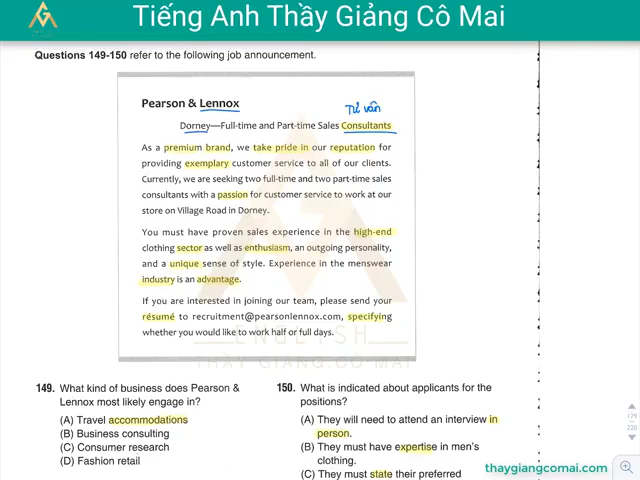 Tiếng Anh Thầy Giảng Cô Mai
Questions 149-150 refer to the following job announcement.
Pearson & Lennox
Tư vấn
Dorney—Full-time and Part-time Sales Consultants
As a premium brand, we take pride in our reputation for
providing exemplary customer service to all of our clients.
Currently, we are seeking two full-time and two part-time sales
consultants with a passion for customer service to work at our
store on Village Road in Dorney.
You must have proven sales experience in the high-end
clothing sector as well as enthusiasm, an outgoing personality,
and a unique sense of style. Experience in the menswear
industry is an advantage.
If you are interested in joining our team, please send your
résumé to recruitment@pearsonlennox.com, specifying
whether you would like to work half or full days.
ENGLISH
THẦY GIẢNG CÔ MAI
149. What kind of business does Pearson &
Lennox most likely engage in?
(A) Travel accommodations
(B) Business consulting
(C) Consumer research
(D) Fashion retail
150. What is indicated about applicants for the
positions?
(A) They will need to attend an interview in
person.
(B) They must have expertise in men's
clothing.
(C) They must state their preferred
179
220
thaygiangcomai.com